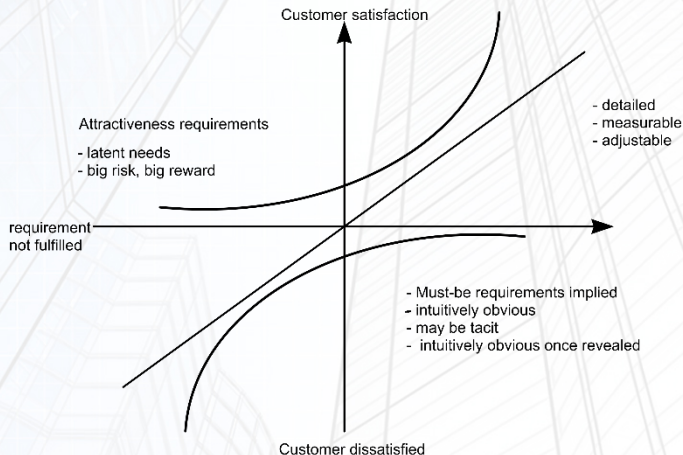 Customer satisfaction
Attractiveness requirements
- latent needs
- big risk, big reward
- detailed
- measurable
- adjustable
requirement
not fulfilled
- Must-be requirements implied
- intuitively obvious
- may be tacit
- intuitively obvious once revealed
Customer dissatisfied